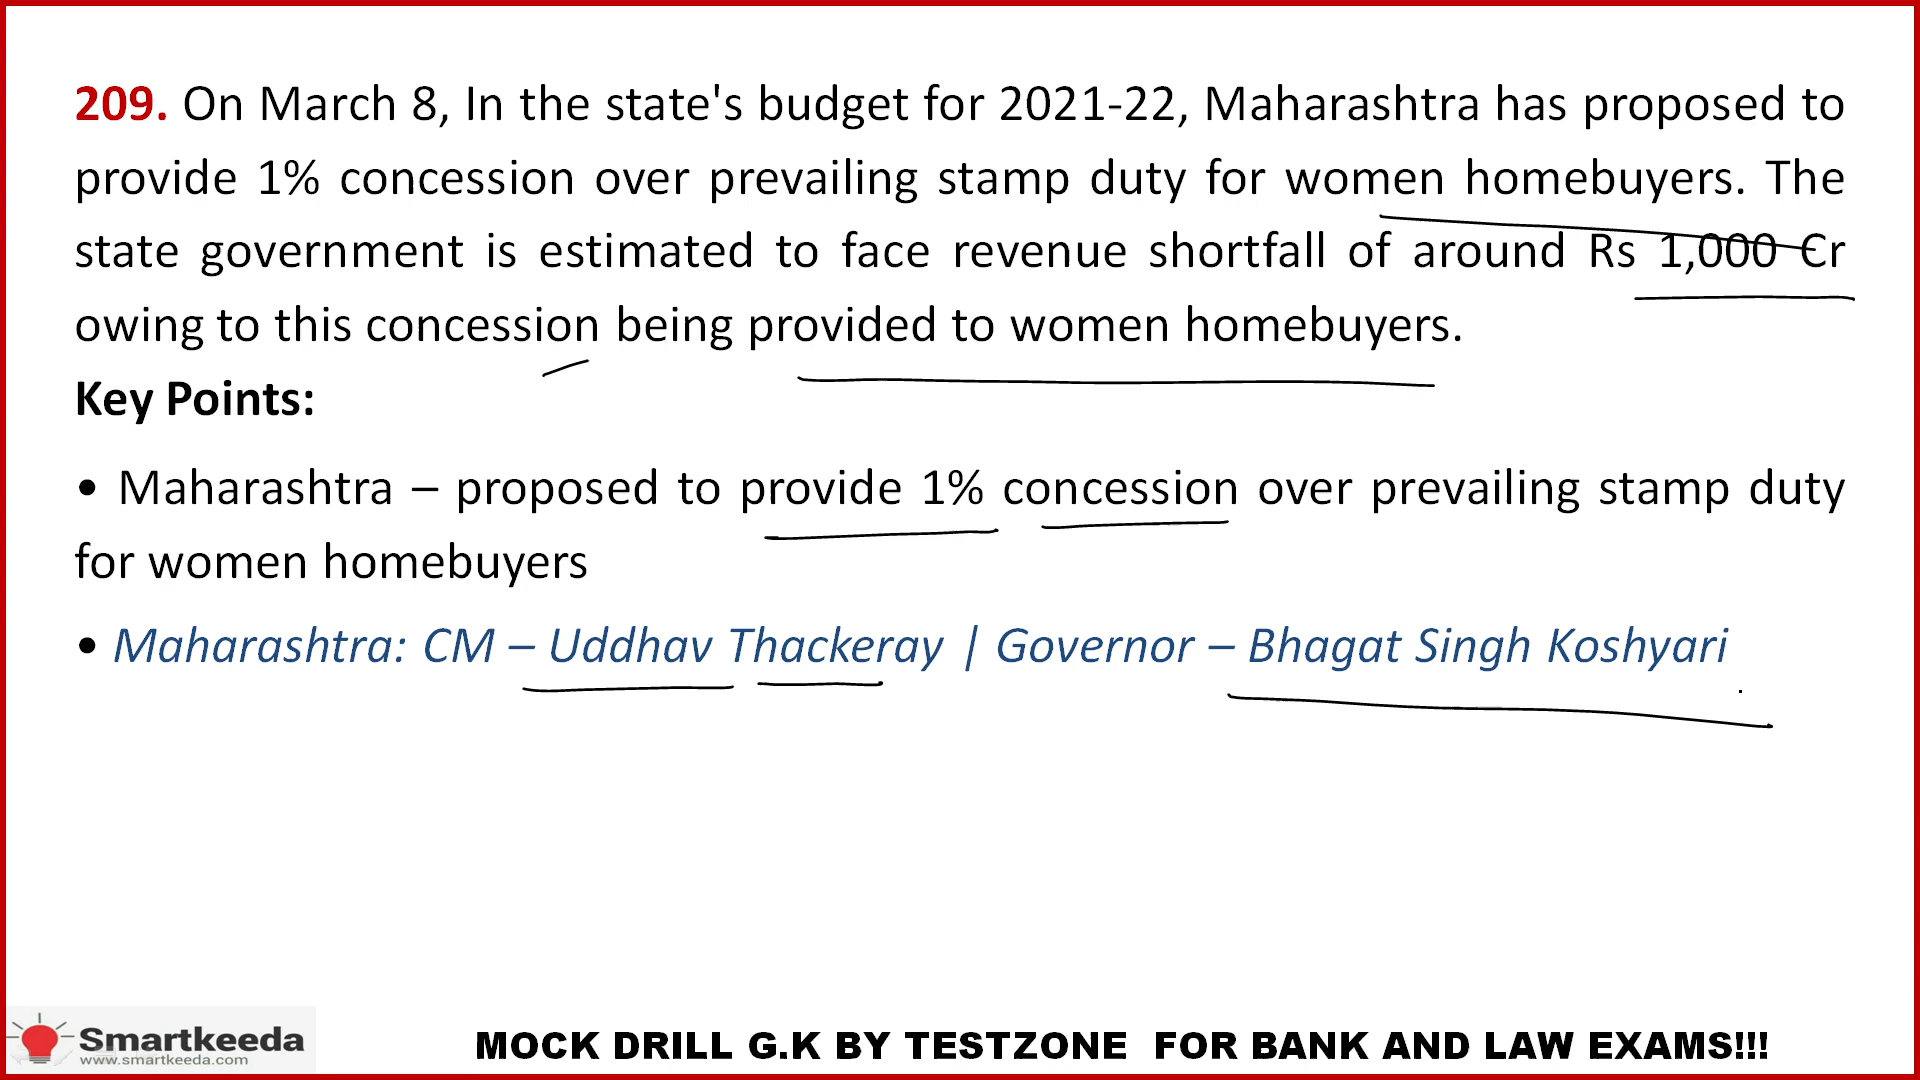 209. On March 8, In the state's budget for 2021-22, Maharashtra has proposed to
provide 1% concession over prevailing stamp duty for women homebuyers. The
state government is estimated to face revenue shortfall of around Rs 1,000 Cr
owing to this concession being provided to women homebuyers.
Key Points:
• Maharashtra – proposed to provide 1% concession over prevailing stamp duty
for women homebuyers
• Maharashtra: CM – Uddhav Thackeray | Governor – Bhagat Singh Koshyari
Smartkeeda
www.smartkeeda.com
MOCK DRILL G.K BY TESTZONE FOR BANK AND LAW EXAMS!!!